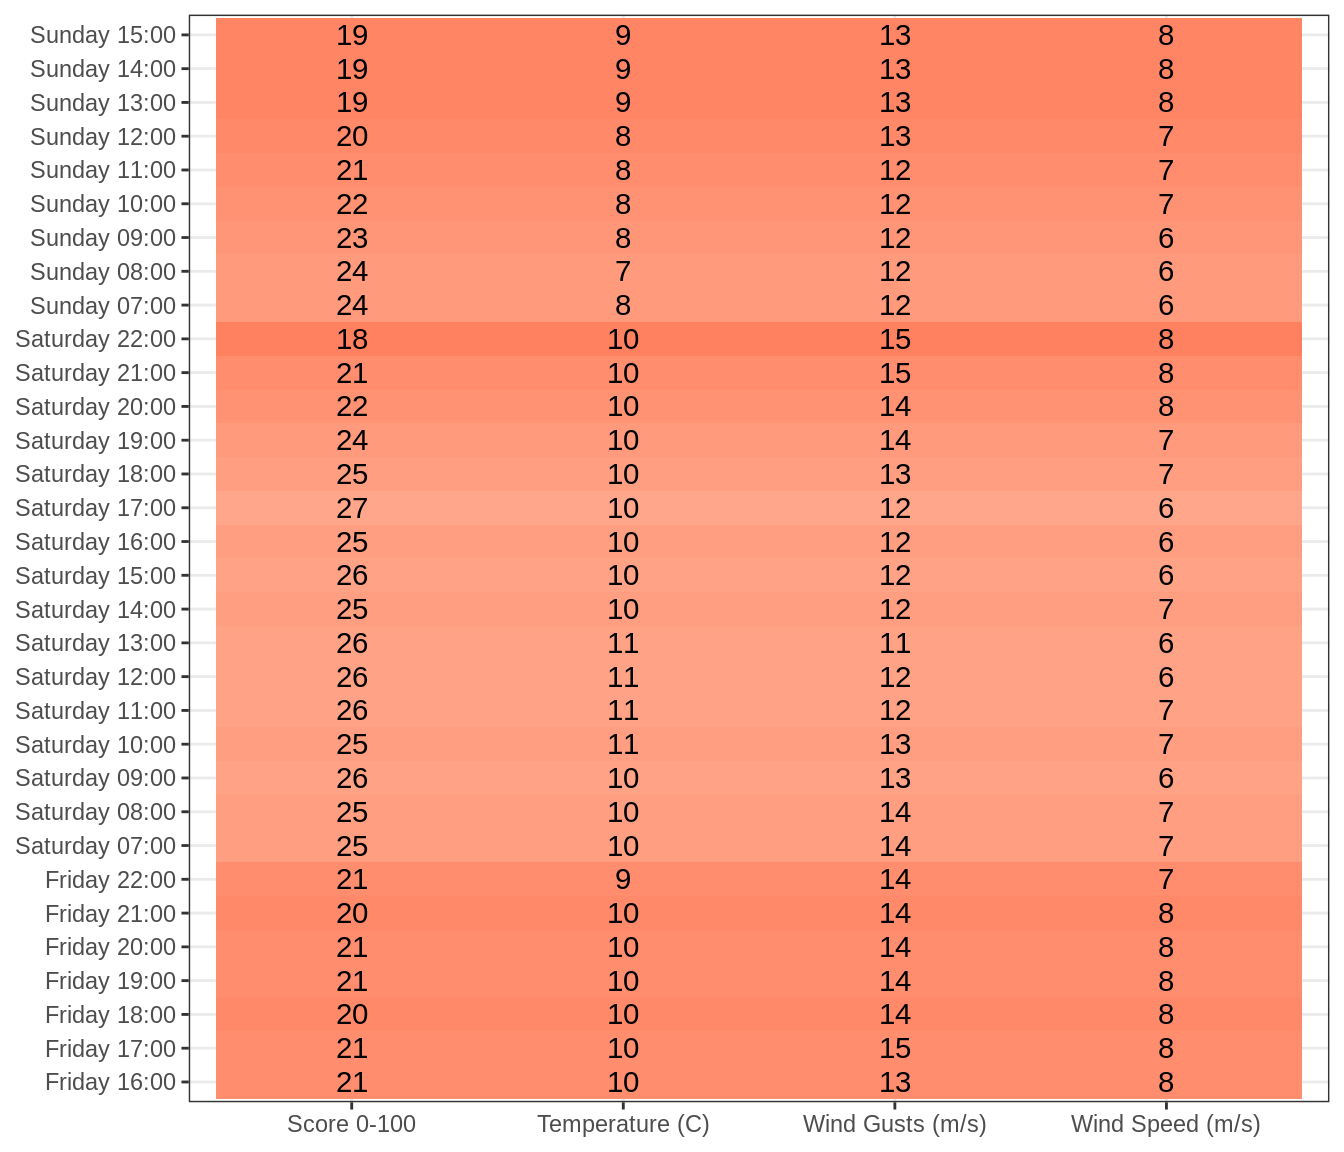 Sunday 15:00 19 9 13 8
Sunday 14:00 19 9 13 8
Sunday 13:00 19 9 13 8
Sunday 12:00 20 8 13 7
Sunday 11:00 21 8 12 7
Sunday 10:00 22 8 12 7
Sunday 09:00 23 8 12 6
Sunday 08:00 24 7 12 6
Sunday 07:00 24 8 12 6
Saturday 22:00 18 10 15 8
Saturday 21:00 21 10 15 8
Saturday 20:00 22 10 14 8
Saturday 19:00 24 10 14 7
Saturday 18:00 25 10 13 7
Saturday 17:00 27 10 12 6
Saturday 16:00 25 10 12 6
Saturday 15:00 26 10 12 6
Saturday 14:00 25 10 12 7
Saturday 13:00 26 11 11 6
Saturday 12:00 26 11 12 6
Saturday 11:00 26 11 12 7
Saturday 10:00 25 11 13 7
Saturday 09:00 26 10 13 6
Saturday 08:00 25 10 14 7
Saturday 07:00 25 10 14 7
Friday 22:00 21 9 14 7
Friday 21:00 20 10 14 8
Friday 20:00 21 10 14 8
Friday 19:00 21 10 14 8
Friday 18:00 20 10 14 8
Friday 17:00 21 10 15 8
Friday 16:00 21 10 13 8
Score 0-100 Temperature (C) Wind Gusts (m/s) Wind Speed (m/s)